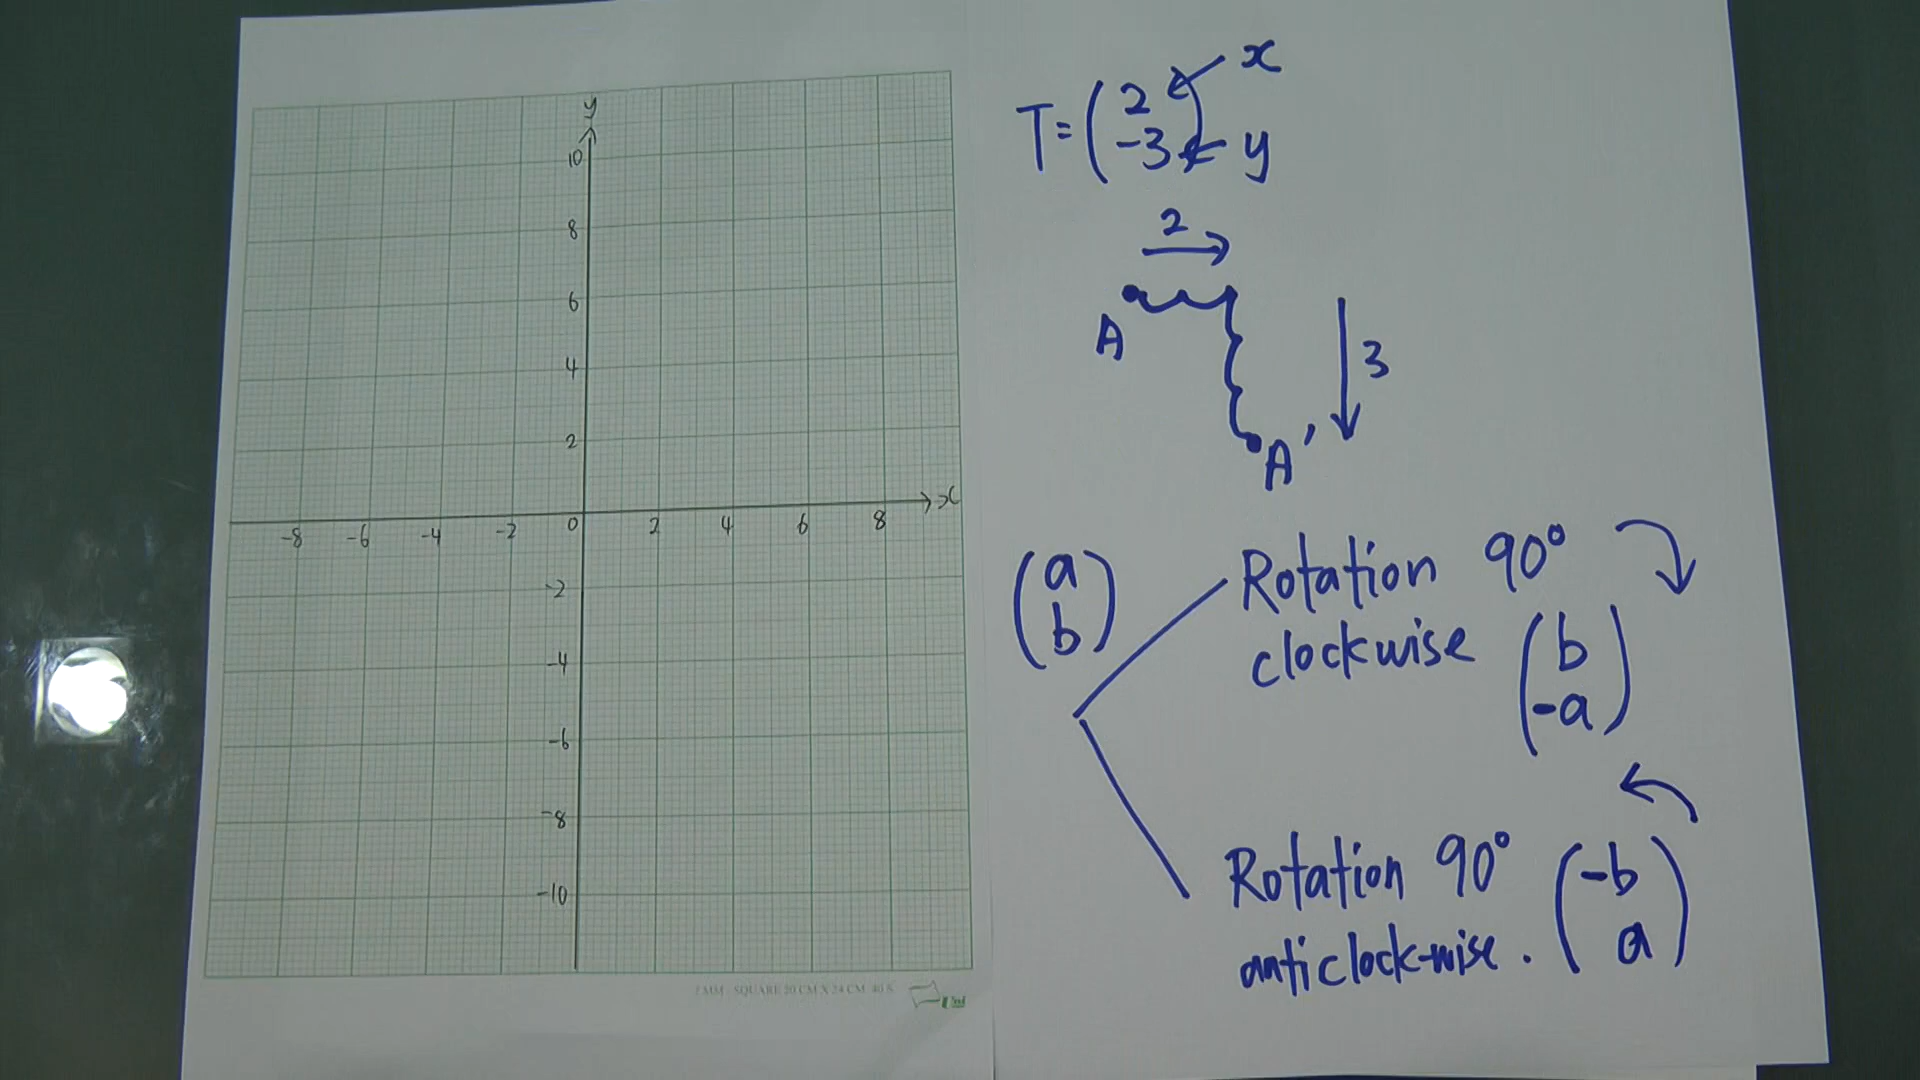 y
10
8
6
4
2
x
-8 -6 -4 -2 0 2 4 6 8
-2
-4
-6
-8
-10
T = (2 -3) x y
2
A
3
A'
(a b)
Rotation 90°
clockwise (b -a)
Rotation 90° (-b a)
anticlockwise.